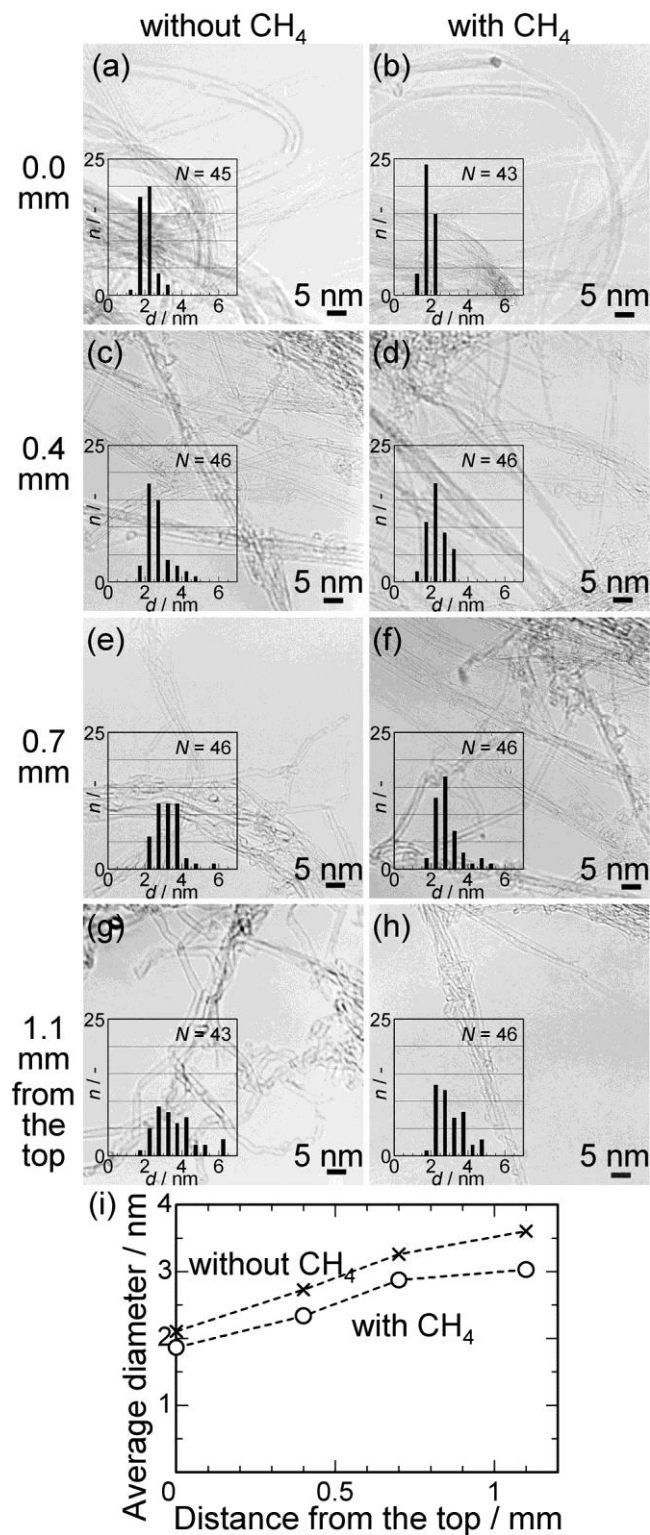 without CH4 with CH4
(a) (b)
0.0
mm
25
n / -
0
N = 45
0 2 4 6
d / nm
5 nm
25
n / -
0
N = 43
0 2 4 6
d / nm
5 nm
(c) (d)
0.4
mm
25
n / -
0
N = 46
0 2 4 6
d / nm
5 nm
25
n / -
0
N = 46
0 2 4 6
d / nm
5 nm
(e) (f)
0.7
mm
25
n / -
0
N = 46
0 2 4 6
d / nm
5 nm
25
n / -
0
N = 46
0 2 4 6
d / nm
5 nm
(g) (h)
1.1
mm
from
the
top
25
n / -
0
N = 43
0 2 4 6
d / nm
5 nm
25
n / -
0
N = 46
0 2 4 6
d / nm
5 nm
(i)
Average diameter / nm
4
3
2
1
without CH4
with CH4
0 0.5 1
Distance from the top / mm